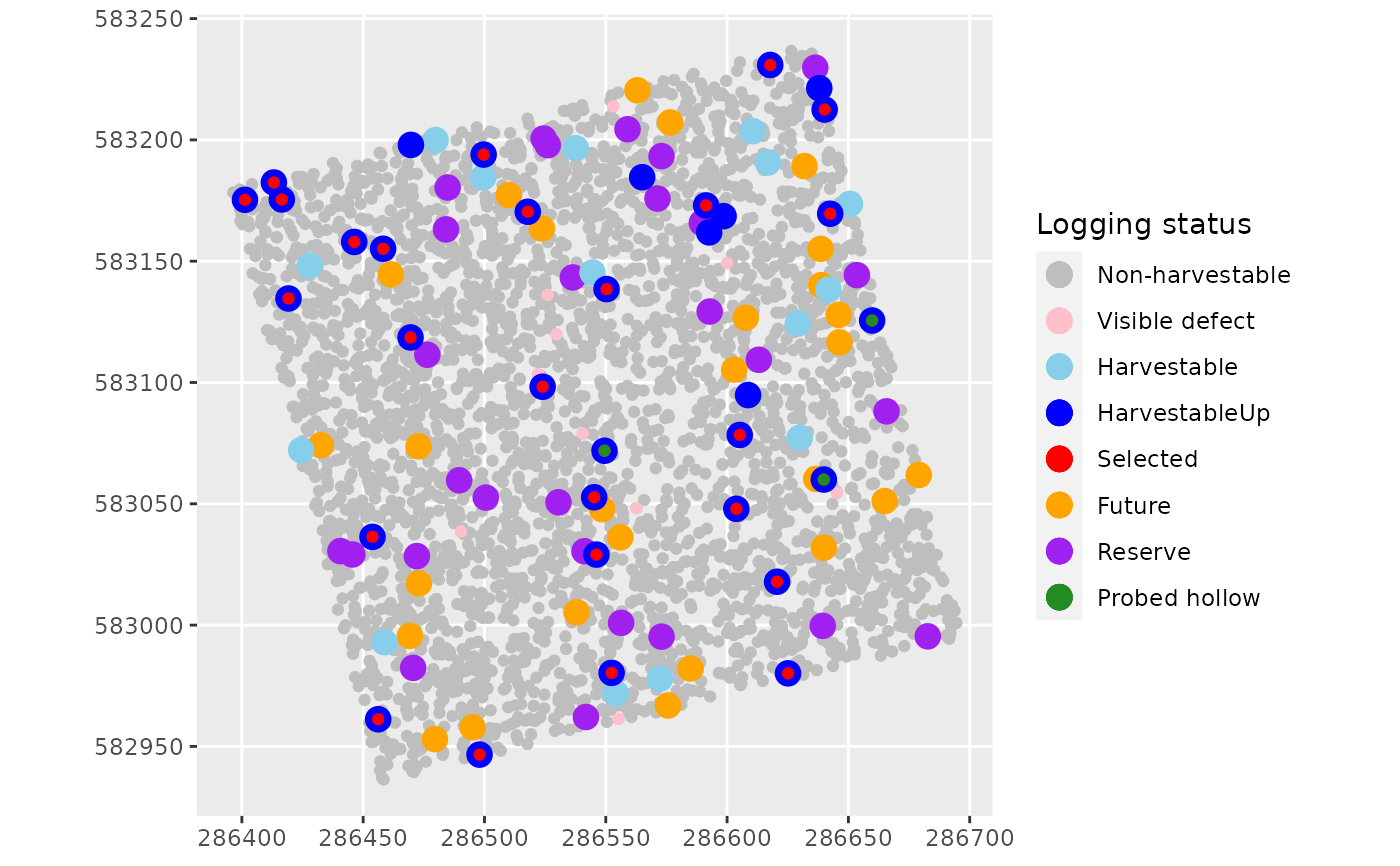 583250
583200
583150
583100
583050
583000
582950
286400 286450 286500 286550 286600 286650 286700
Logging status
Non-harvestable
Visible defect
Harvestable
HarvestableUp
Selected
Future
Reserve
Probed hollow